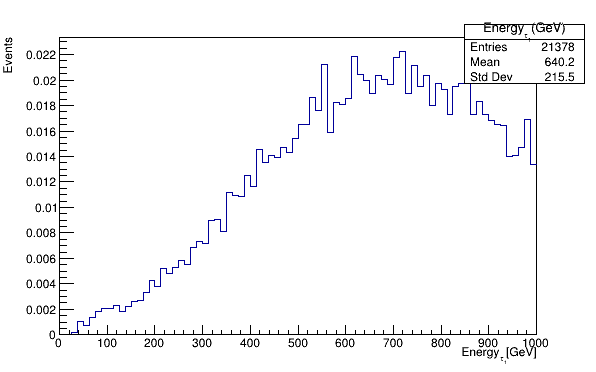 Energy_τ₁ (GeV)
Entries 21378
Mean 640.2
Std Dev 215.5
Events
0.022
0.02
0.018
0.016
0.014
0.012
0.01
0.008
0.006
0.004
0.002
0
0 100 200 300 400 500 600 700 800 900 1000
Energy_τ₁ [GeV]